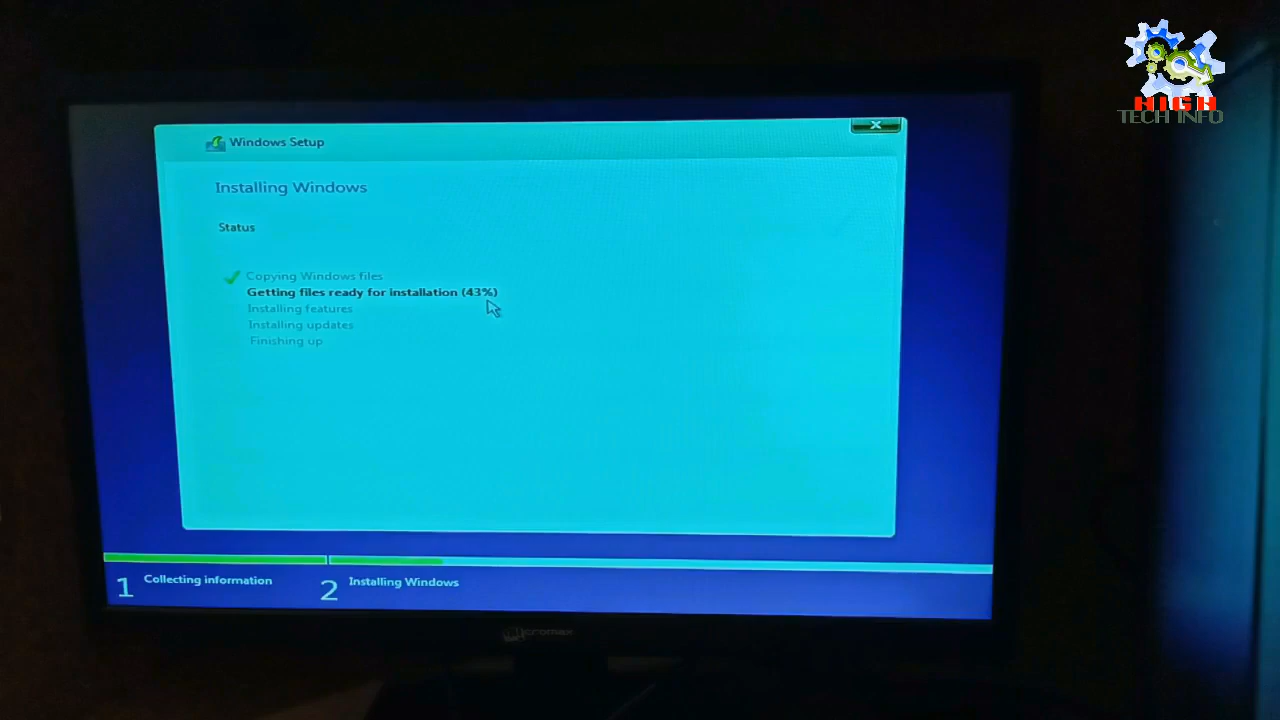 HIGH
TECH INFO
Windows Setup
Installing Windows
Status
Copying Windows files
Getting files ready for installation (43%)
Installing features
Installing updates
Finishing up
1 Collecting information
2 Installing Windows
micromax